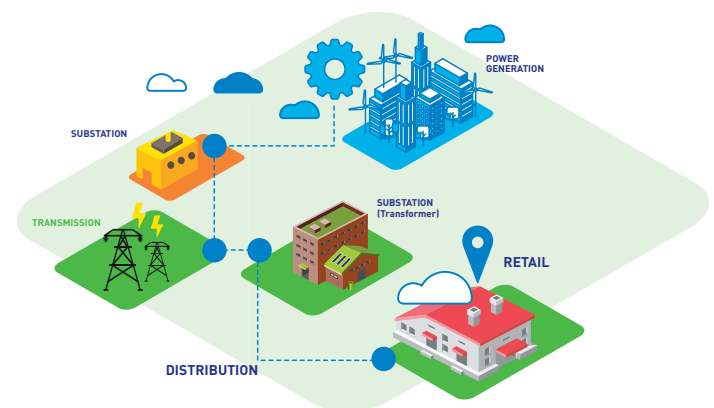 POWER
GENERATION
SUBSTATION
SUBSTATION
(Transformer)
TRANSMISSION
RETAIL
DISTRIBUTION